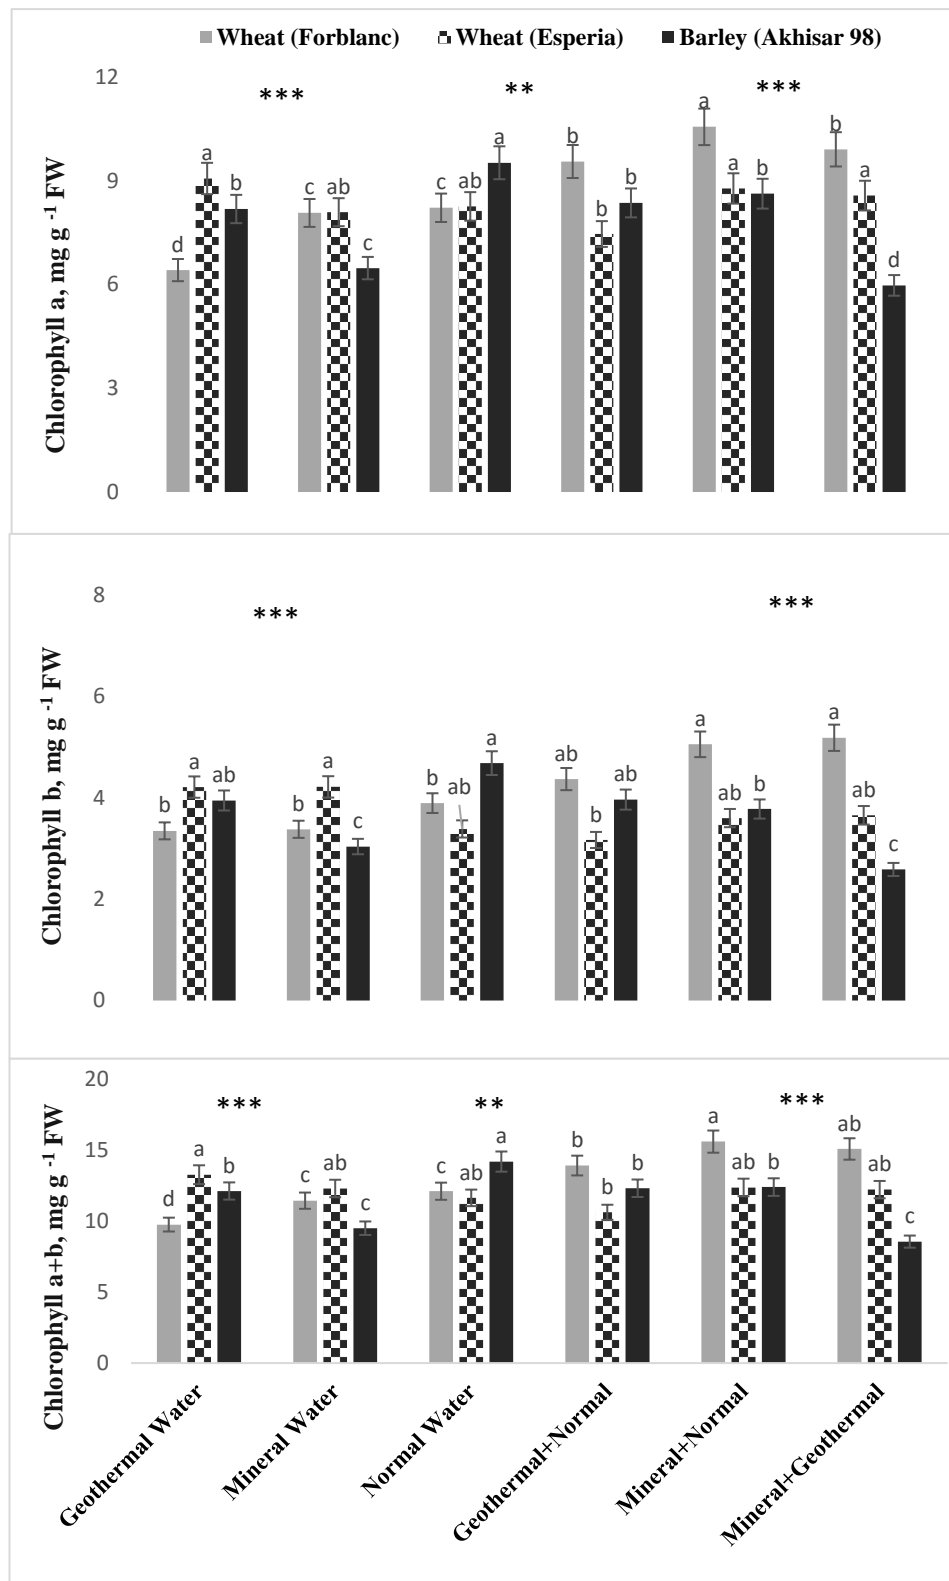 Wheat (Forblanc) Wheat (Esperia) Barley (Akhisar 98)
Chlorophyll a, mg g -1 FW
12
9
6
3
0
*** ** ***
d a b c ab c c ab a b b b a a b b a d
Chlorophyll b, mg g -1 FW
8
6
4
2
0
*** ***
b a ab b a c b ab a ab b ab a ab b a ab c
Chlorophyll a+b, mg g -1 FW
20
15
10
5
0
*** ** ***
d a b c ab c c ab a b b b a ab b ab ab c
Geothermal Water
Mineral Water
Normal Water
Geothermal+Normal
Mineral+Normal
Mineral+Geothermal